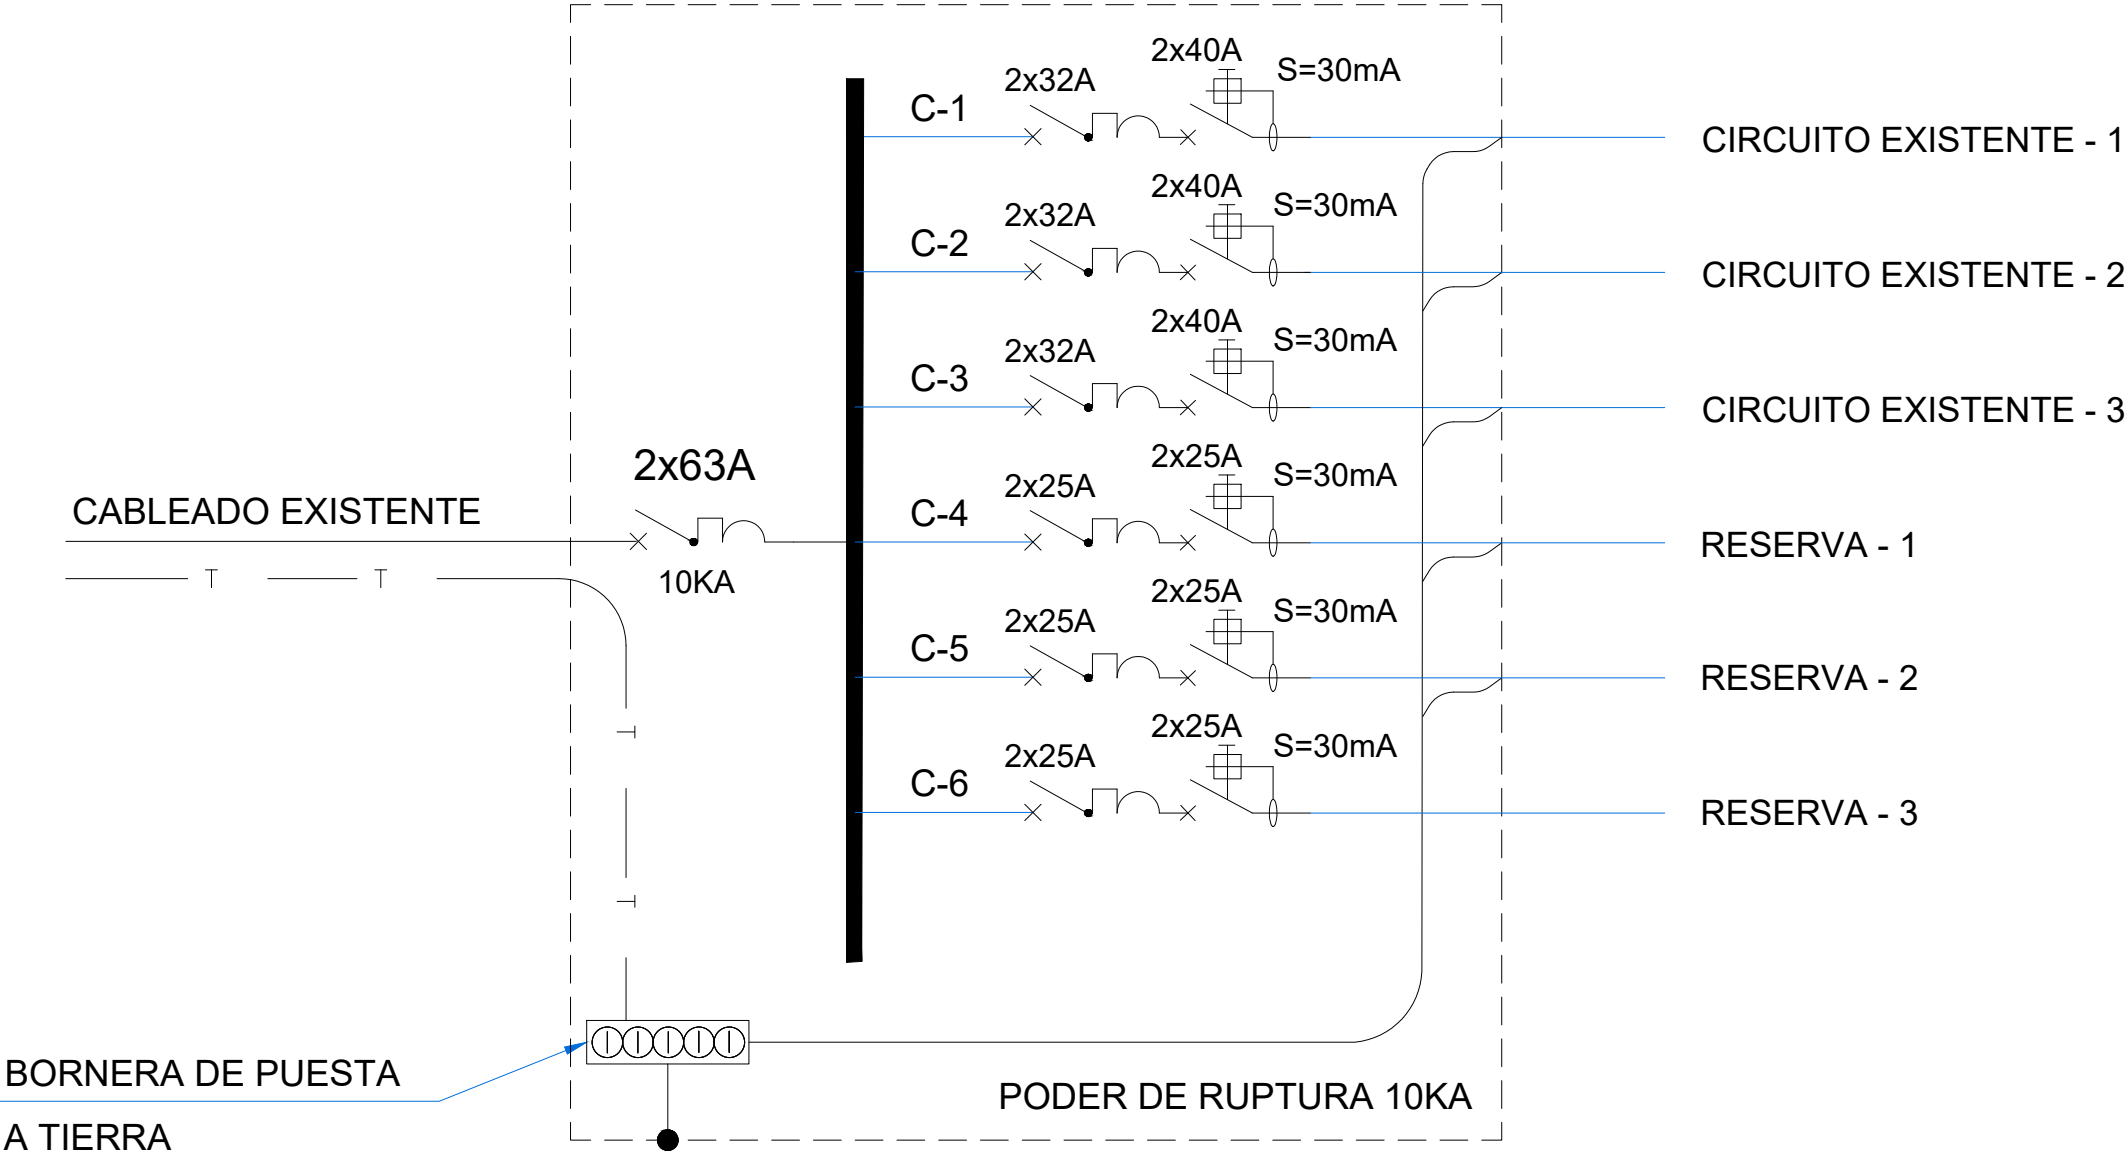 2x40A
S=30mA
2x32A
C-1
CIRCUITO EXISTENTE - 1
2x40A
S=30mA
2x32A
C-2
CIRCUITO EXISTENTE - 2
2x40A
S=30mA
2x32A
C-3
CIRCUITO EXISTENTE - 3
2x63A
CABLEADO EXISTENTE
10KA
T
T
T
T
2x25A
S=30mA
2x25A
C-4
RESERVA - 1
2x25A
S=30mA
2x25A
C-5
RESERVA - 2
2x25A
S=30mA
2x25A
C-6
RESERVA - 3
BORNERA DE PUESTA
A TIERRA
PODER DE RUPTURA 10KA